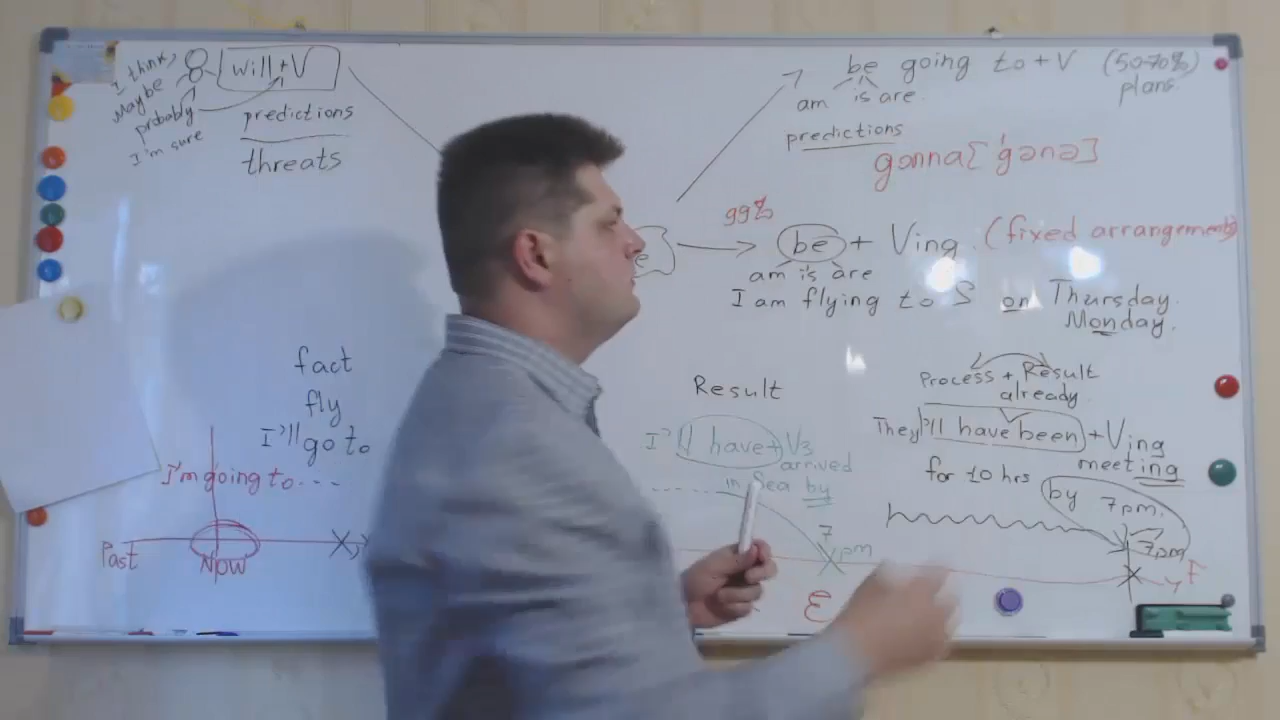 I think,
Maybe
probably
I'm sure
will+V
predictions
threats
be going to + V (50-70%)
am is are. plans.
predictions
gonna ['gənə]
99%
be + Ving. (fixed arrangements)
am is are
I am flying to S on Thursday.
Monday.
fact
fly
I'll go to
I'm going to...
Past
Now
Result
I'll have + V3
arrived
in Sea by
7
pm
Process + Result
already
They'll have been + Ving
meeting
for 10 hrs
by 7pm.
7pm
F